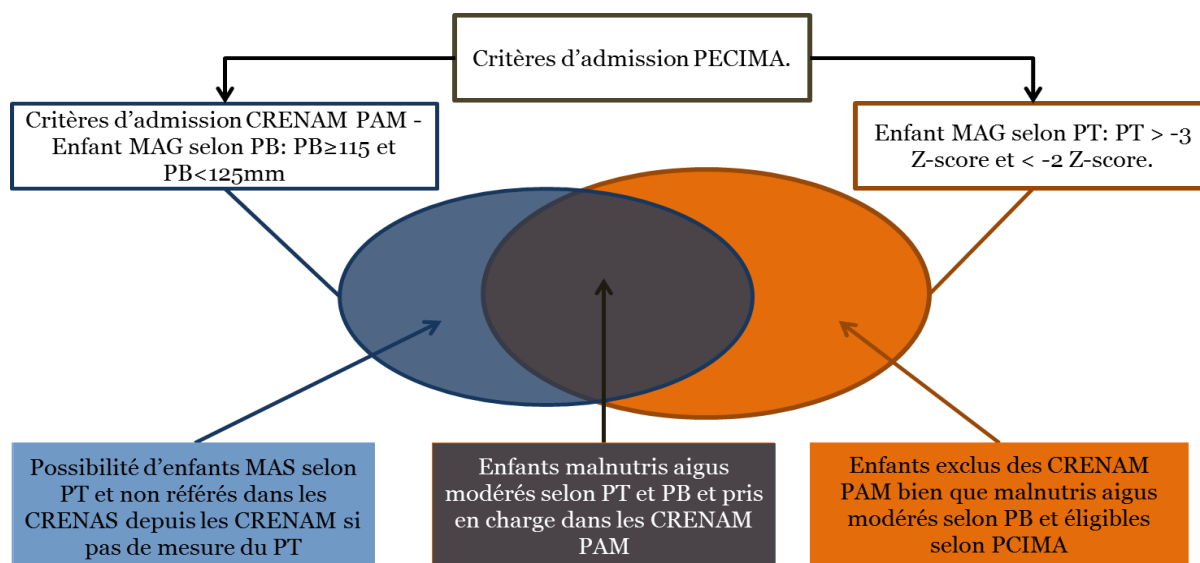 Critères d’admission PECIMA.
Critères d’admission CRENAM PAM -
Enfant MAG selon PB: PB≥115 et
PB<125mm
Enfant MAG selon PT: PT > -3
Z-score et < -2 Z-score.
Possibilité d’enfants MAS selon
PT et non référés dans les
CRENAS depuis les CRENAM si
pas de mesure du PT
Enfants malnutris aigus
modérés selon PT et PB et pris
en charge dans les CRENAM
PAM
Enfants exclus des CRENAM
PAM bien que malnutris aigus
modérés selon PB et éligibles
selon PCIMA